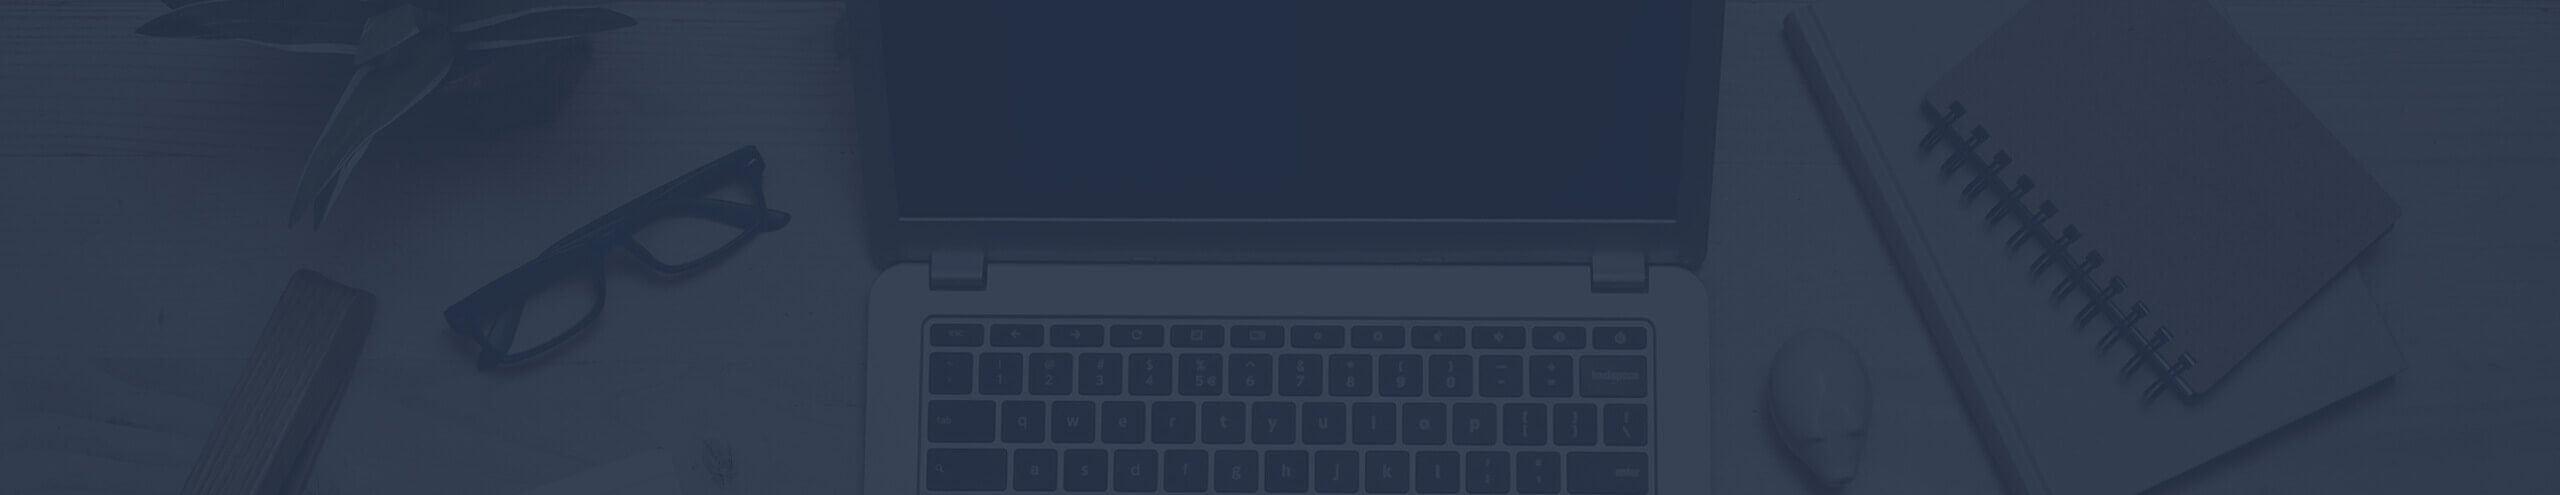 esc
! @ # $ % ^ & * ( )
1 2 3 4 5 € 6 7 8 9 0 - =
backspace
tab q w e r t y u i o p
a s d f g h j k l
enter